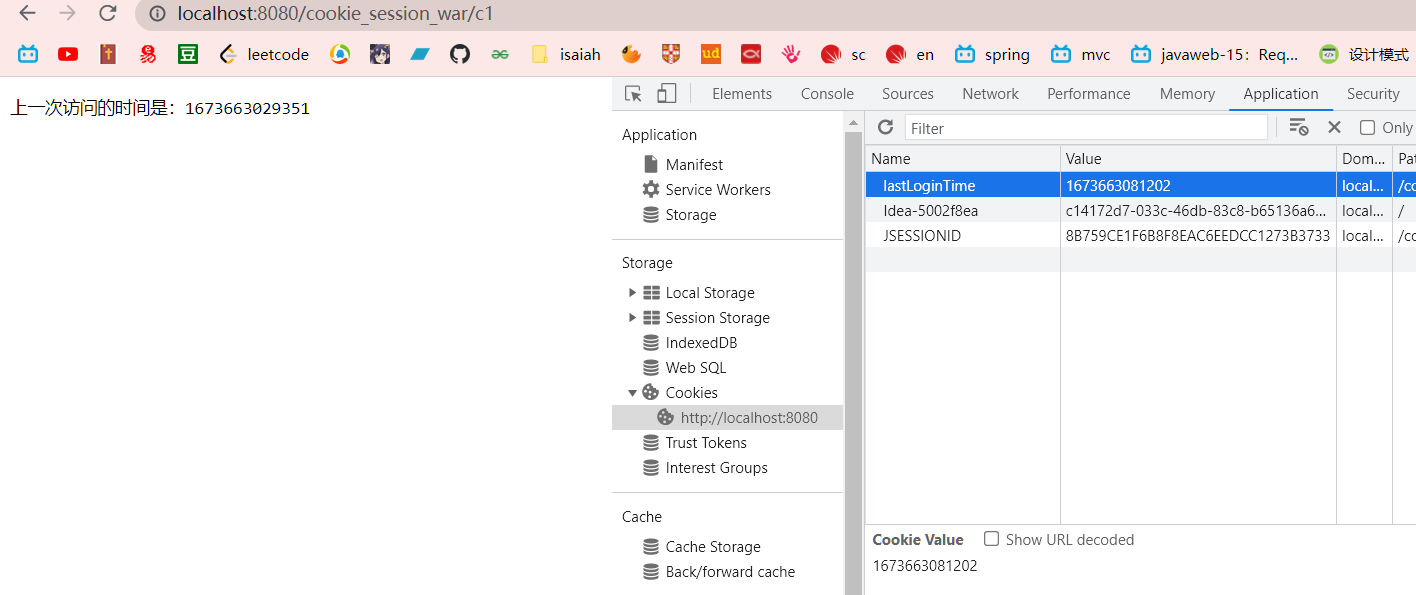 localhost:8080/cookie_session_war/c1
leetcode isaiah ud sc en spring mvc javaweb-15: Req... 设计模式
上一次访问的时间是：1673663029351
Elements Console Sources Network Performance Memory Application Security
Application
Manifest
Service Workers
Storage
Storage
Local Storage
Session Storage
IndexedDB
Web SQL
Cookies
http://localhost:8080
Trust Tokens
Interest Groups
Cache
Cache Storage
Back/forward cache
Filter Only
Name Value Dom... Pat
lastLoginTime 1673663081202 local... /co
Idea-5002f8ea c14172d7-033c-46db-83c8-b65136a6... local... /
JSESSIONID 8B759CE1F6B8F8EAC6EEDCC1273B3733 local... /co
Cookie Value Show URL decoded
1673663081202